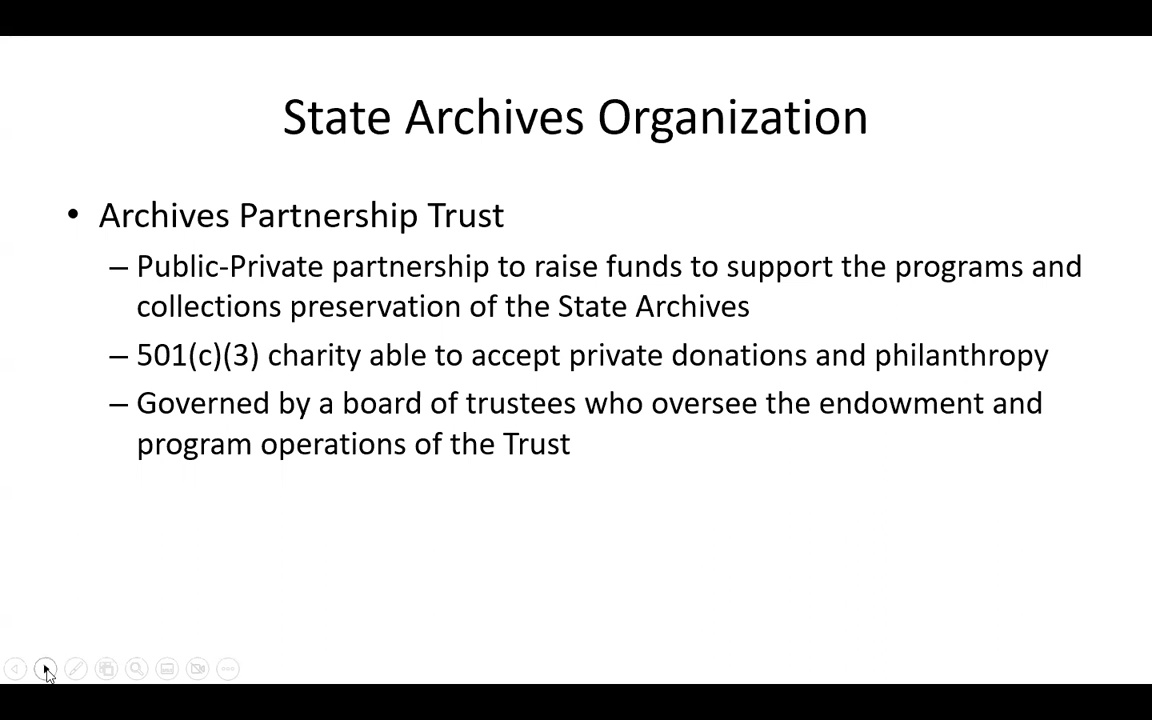 State Archives Organization
• Archives Partnership Trust
– Public-Private partnership to raise funds to support the programs and
collections preservation of the State Archives
– 501(c)(3) charity able to accept private donations and philanthropy
– Governed by a board of trustees who oversee the endowment and
program operations of the Trust